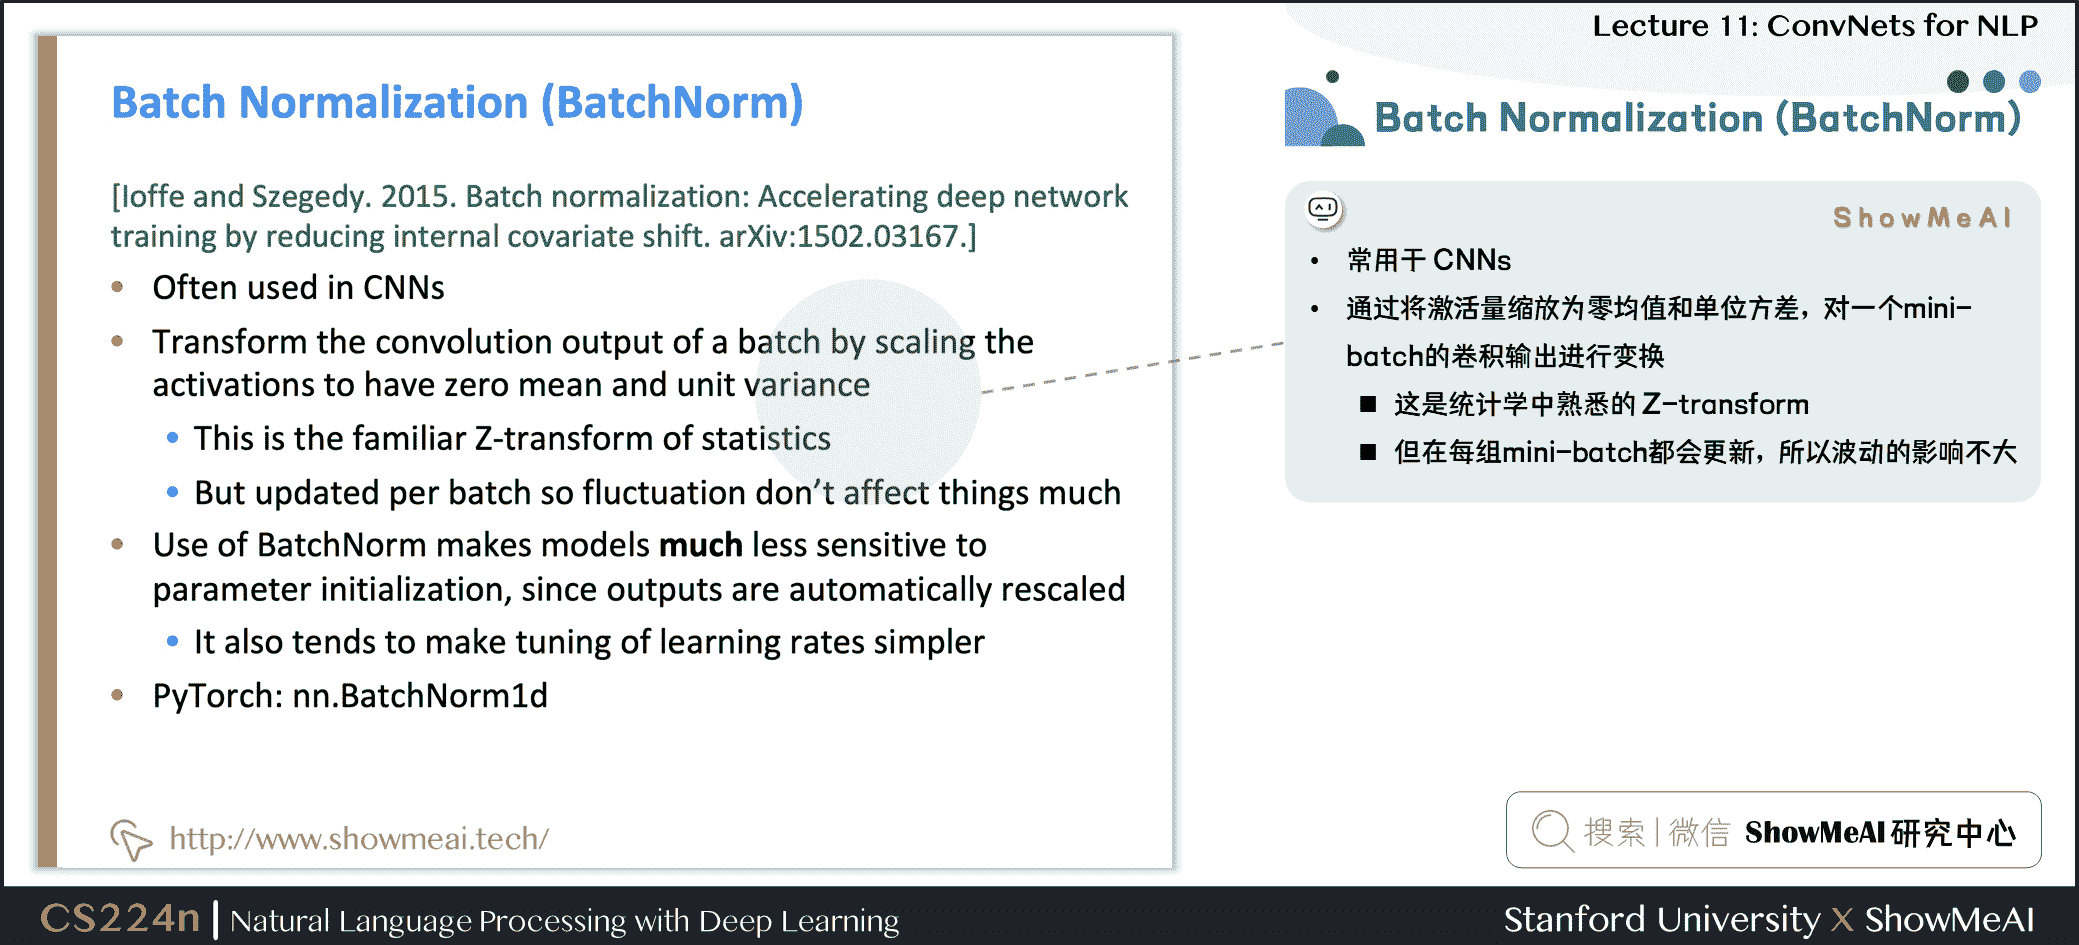 Lecture 11: ConvNets for NLP
Batch Normalization (BatchNorm)
[Ioffe and Szegedy. 2015. Batch normalization: Accelerating deep network
training by reducing internal covariate shift. arXiv:1502.03167.]
• Often used in CNNs
• Transform the convolution output of a batch by scaling the
activations to have zero mean and unit variance
• This is the familiar Z-transform of statistics
• But updated per batch so fluctuation don’t affect things much
• Use of BatchNorm makes models much less sensitive to
parameter initialization, since outputs are automatically rescaled
• It also tends to make tuning of learning rates simpler
• PyTorch: nn.BatchNorm1d
http://www.showmeai.tech/
Batch Normalization (BatchNorm)
ShowMeAI
• 常用于 CNNs
• 通过将激活量缩放为零均值和单位方差，对一个mini-
batch的卷积输出进行变换
■ 这是统计学中熟悉的 Z-transform
■ 但在每组mini-batch都会更新，所以波动的影响不大
搜索 | 微信 ShowMeAI 研究中心
CS224n | Natural Language Processing with Deep Learning
Stanford University X ShowMeAI